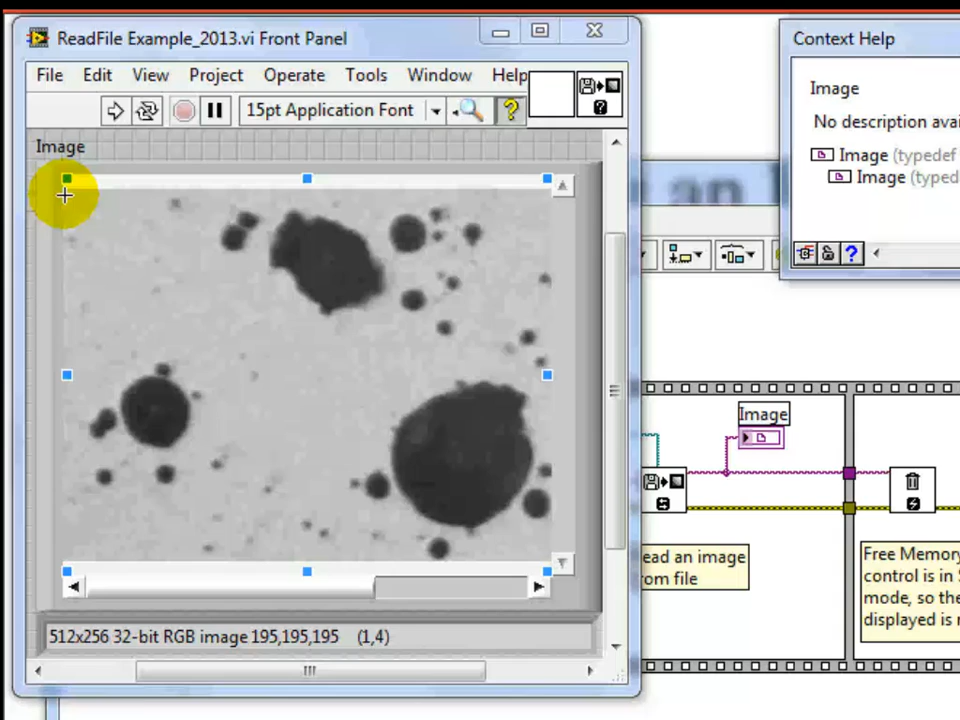 ReadFile Example_2013.vi Front Panel
File Edit View Project Operate Tools Window Help
15pt Application Font
Image
512x256 32-bit RGB image 195,195,195 (1,4)
Context Help
Image
No description avai
Image (typedef
Image (typed
an
Image
ead an image
om file
Free Memory
control is in S
mode, so the
displayed is n